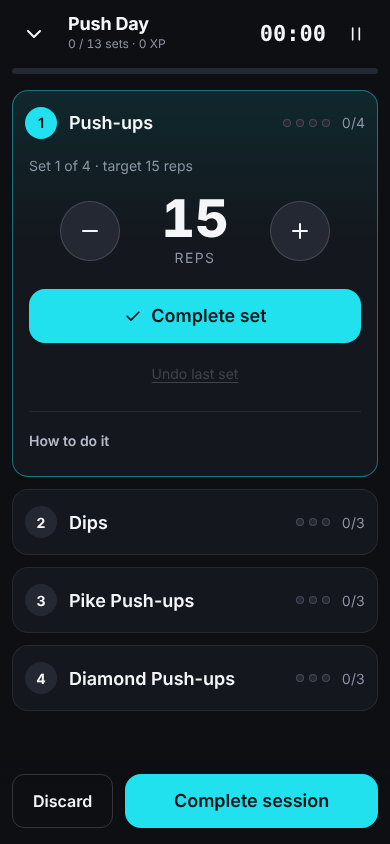 Push Day
0 / 13 sets · 0 XP
00:00
1
Push-ups
0/4
Set 1 of 4 · target 15 reps
15
REPS
Complete set
Undo last set
How to do it
2
Dips
0/3
3
Pike Push-ups
0/3
4
Diamond Push-ups
0/3
Discard
Complete session